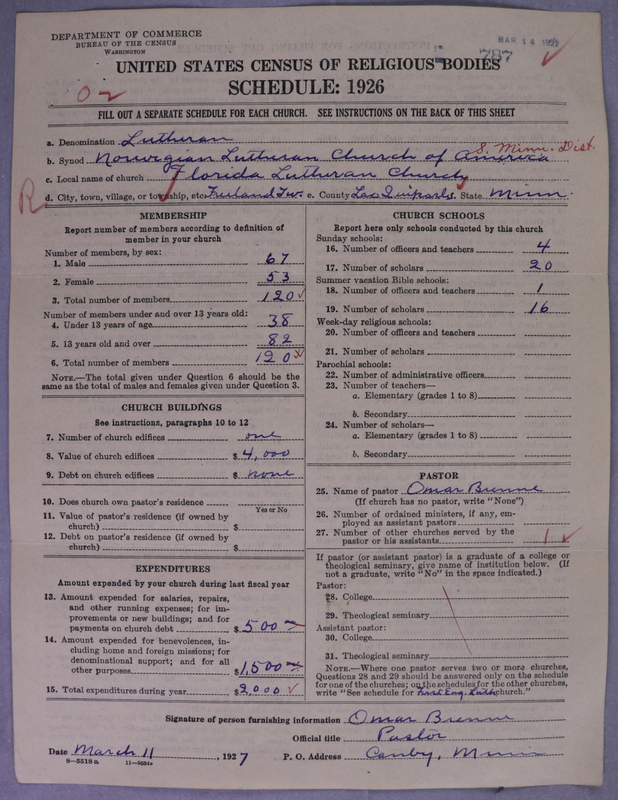 DEPARTMENT OF COMMERCE
BUREAU OF THE CENSUS
WASHINGTON
MAR 14 1927
787
UNITED STATES CENSUS OF RELIGIOUS BODIES
SCHEDULE: 1926
FILL OUT A SEPARATE SCHEDULE FOR EACH CHURCH. SEE INSTRUCTIONS ON THE BACK OF THIS SHEET
a. Denomination Lutheran
b. Synod Norwegian Lutheran Church of America S. Minn. Dist.
c. Local name of church Florida Lutheran Church
R
d. City, town, village, or township, etc. Freeland Tw. e. County Lac Qui parle. State Minn.
MEMBERSHIP
Report number of members according to definition of
member in your church
Number of members, by sex:
1. Male 67
2. Female 53
3. Total number of members 120
Number of members under and over 13 years old:
4. Under 13 years of age 38
5. 13 years old and over 82
6. Total number of members 120
NOTE.—The total given under Question 6 should be the
same as the total of males and females given under Question 3.
CHURCH BUILDINGS
See instructions, paragraphs 10 to 12
7. Number of church edifices one
8. Value of church edifices $4,000
9. Debt on church edifices $ none
10. Does church own pastor's residence
Yes or No
11. Value of pastor's residence (if owned by
church) $
12. Debt on pastor's residence (if owned by
church) $
EXPENDITURES
Amount expended by your church during last fiscal year
13. Amount expended for salaries, repairs,
and other running expenses; for im-
provements or new buildings; and for
payments on church debt $500
14. Amount expended for benevolences, in-
cluding home and foreign missions; for
denominational support; and for all
other purposes $1,500
15. Total expenditures during year $2000
CHURCH SCHOOLS
Report here only schools conducted by this church
Sunday schools:
16. Number of officers and teachers 4
17. Number of scholars 20
Summer vacation Bible schools:
18. Number of officers and teachers 1
19. Number of scholars 16
Week-day religious schools:
20. Number of officers and teachers
21. Number of scholars
Parochial schools:
22. Number of administrative officers
23. Number of teachers—
a. Elementary (grades 1 to 8)
b. Secondary
24. Number of scholars—
a. Elementary (grades 1 to 8)
b. Secondary
PASTOR
25. Name of pastor Omar Brenne
(If church has no pastor, write "None")
26. Number of ordained ministers, if any, em-
ployed as assistant pastors
27. Number of other churches served by the
pastor or his assistants 1
If pastor (or assistant pastor) is a graduate of a college or
theological seminary, give name of institution below. (If
not a graduate, write "No" in the space indicated.)
Pastor:
28. College
29. Theological seminary
Assistant pastor:
30. College
31. Theological seminary
NOTE.—Where one pastor serves two or more churches,
Questions 28 and 29 should be answered only on the schedule
for one of the churches; on the schedules for the other churches,
write "See schedule for First Eng. Luth church."
Signature of person furnishing information Omar Brenne
Official title Pastor
Date March 11, 1927 P. O. Address Canby, Minn
8—5518a 11—9054a